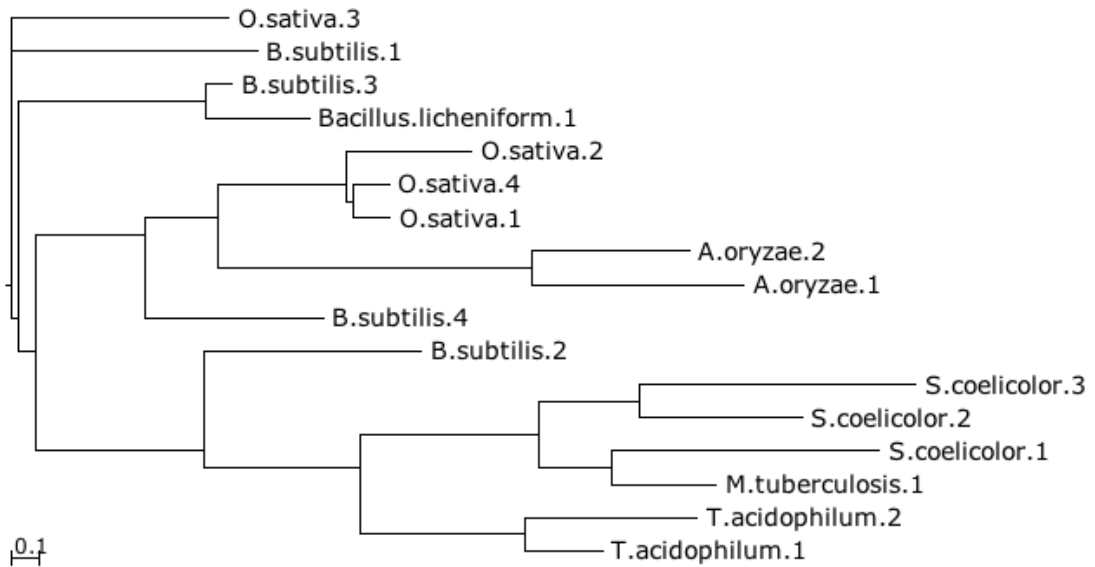 O.sativa.3
B.subtilis.1
B.subtilis.3
Bacillus.licheniform.1
O.sativa.2
O.sativa.4
O.sativa.1
A.oryzae.2
A.oryzae.1
B.subtilis.4
B.subtilis.2
S.coelicolor.3
S.coelicolor.2
S.coelicolor.1
M.tuberculosis.1
T.acidophilum.2
0.1
T.acidophilum.1